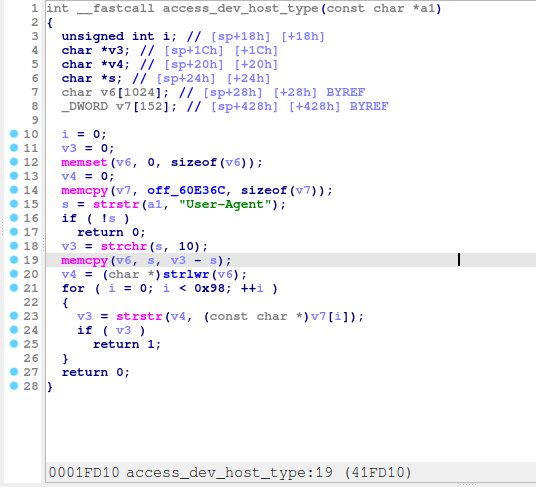 1 int __fastcall access_dev_host_type(const char *a1)
2 {
3 unsigned int i; // [sp+18h] [+18h]
4 char *v3; // [sp+1Ch] [+1Ch]
5 char *v4; // [sp+20h] [+20h]
6 char *s; // [sp+24h] [+24h]
7 char v6[1024]; // [sp+28h] [+28h] BYREF
8 _DWORD v7[152]; // [sp+428h] [+428h] BYREF
9
10 i = 0;
11 v3 = 0;
12 memset(v6, 0, sizeof(v6));
13 v4 = 0;
14 memcpy(v7, off_60E36C, sizeof(v7));
15 s = strstr(a1, "User-Agent");
16 if ( !s )
17 return 0;
18 v3 = strchr(s, 10);
19 memcpy(v6, s, v3 - s);
20 v4 = (char *)strlwr(v6);
21 for ( i = 0; i < 0x98; ++i )
22 {
23 v3 = strstr(v4, (const char *)v7[i]);
24 if ( v3 )
25 return 1;
26 }
27 return 0;
28 }
0001FD10 access_dev_host_type:19 (41FD10)